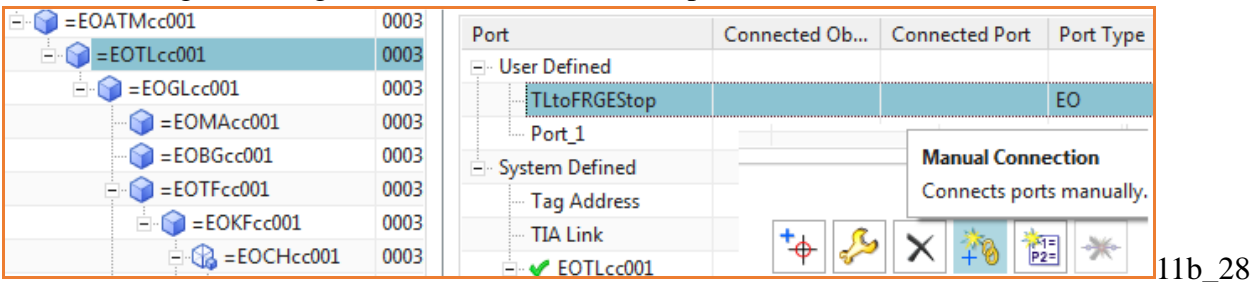 =EOATMcc001 0003
=EOTLcc001 0003
=EOGLcc001 0003
=EOMAcc001 0003
=EOBGcc001 0003
=EOTFcc001 0003
=EOKFcc001 0003
=EOCHcc001 0003
Port Connected Ob... Connected Port Port Type
User Defined
TLtoFRGEStop EO
Port_1
System Defined
Tag Address
TIA Link
EOTLcc001
Manual Connection
Connects ports manually.
P1=
P2=
11b_28